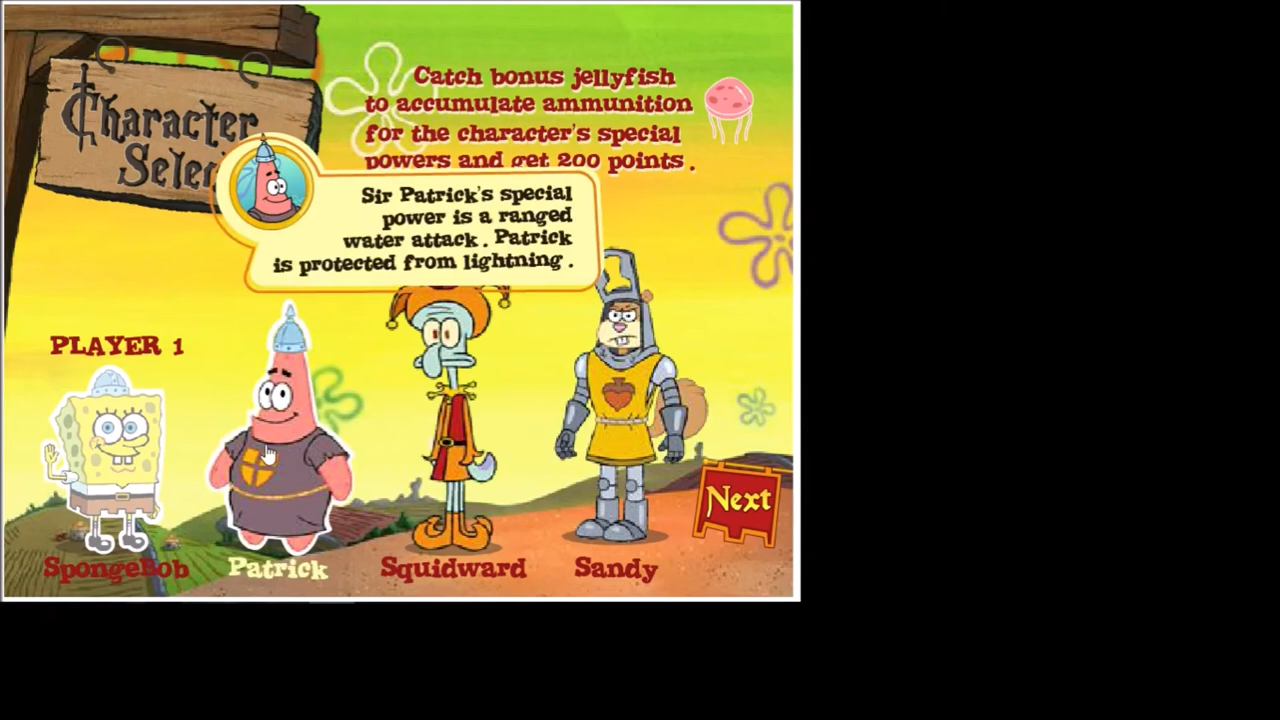 Character
Selec
Catch bonus jellyfish
to accumulate ammunition
for the character's special
powers and get 200 points.
Sir Patrick's special
power is a ranged
water attack. Patrick
is protected from lightning.
PLAYER 1
Next
SpongeBob
Patrick
Squidward
Sandy